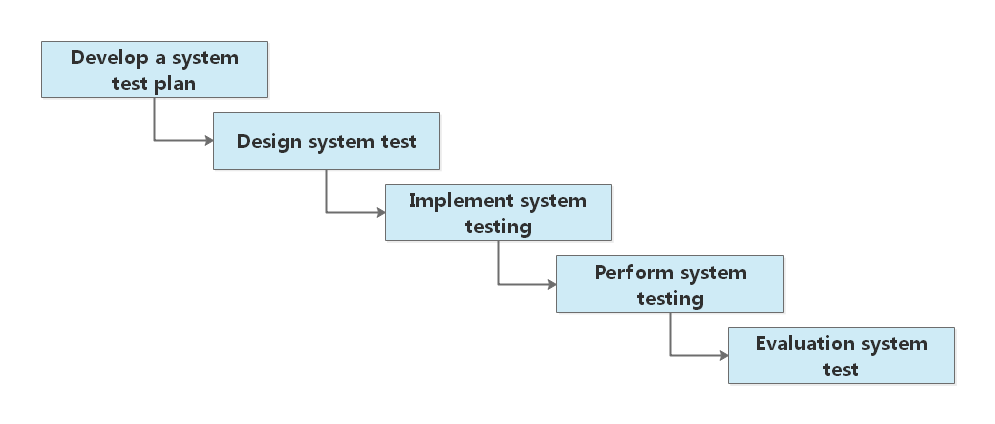 Develop a system
test plan
Design system test
Implement system
testing
Perform system
testing
Evaluation system
test